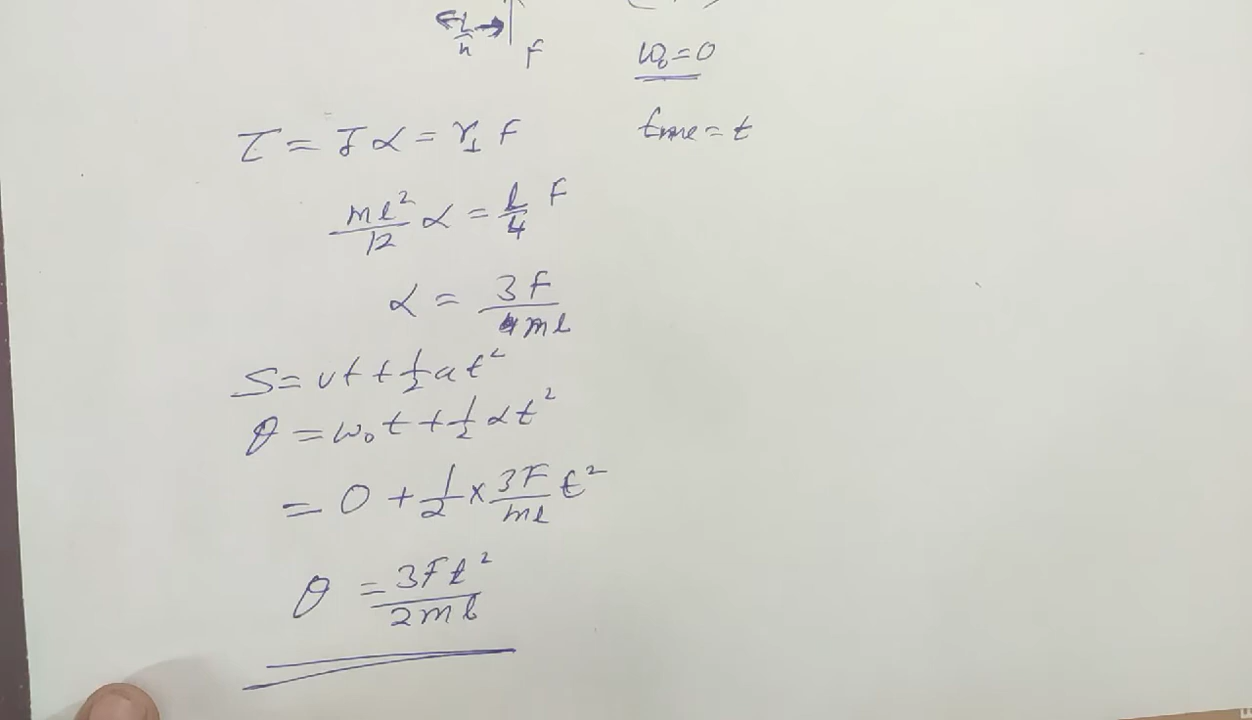 F
ω₀=0
τ = Iα = r⊥ F
time = t
ml²/12 α = l/4 F
α = 3F/ml
S = ut + ½at²
θ = ω₀t + ½αt²
= 0 + ½ × 3F/ml t²
θ = 3Ft²/2ml